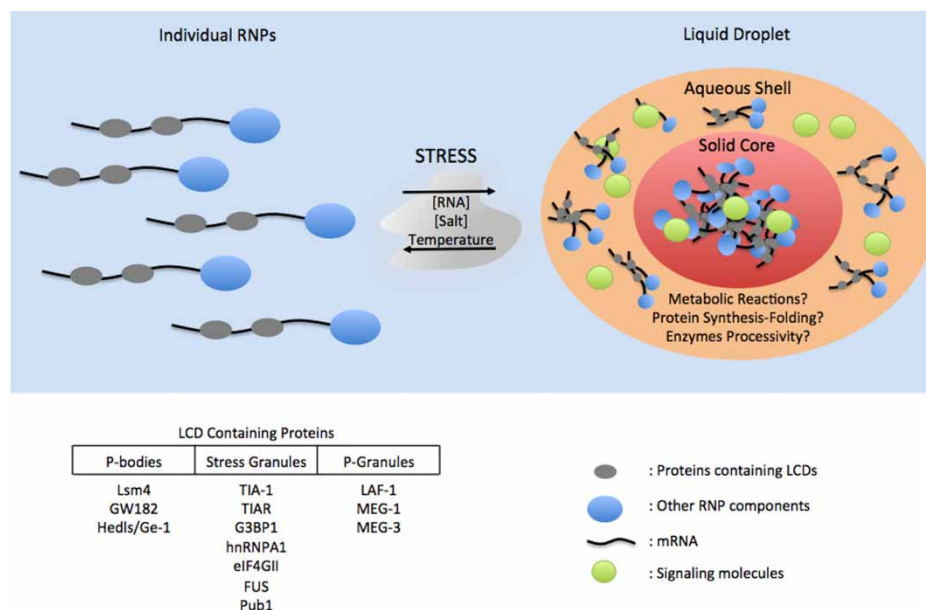 Individual RNPs
Liquid Droplet
Aqueous Shell
Solid Core
STRESS
[RNA]
[Salt]
Temperature
Metabolic Reactions?
Protein Synthesis-Folding?
Enzymes Processivity?
LCD Containing Proteins
P-bodies Stress Granules P-Granules
Lsm4 TIA-1 LAF-1
GW182 TIAR MEG-1
Hedls/Ge-1 G3BP1 MEG-3
hnRNPA1
eIF4GII
FUS
Pub1
: Proteins containing LCDs
: Other RNP components
: mRNA
: Signaling molecules